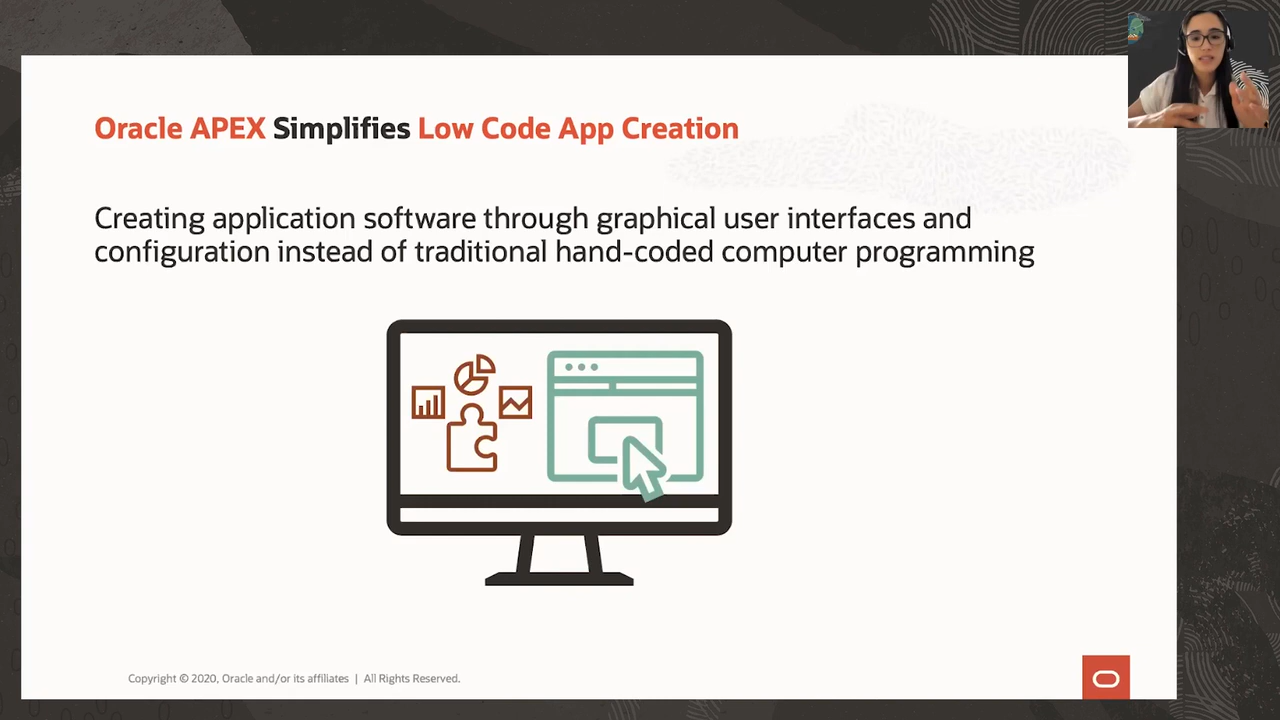 Oracle APEX Simplifies Low Code App Creation
Creating application software through graphical user interfaces and
configuration instead of traditional hand-coded computer programming
Copyright © 2020, Oracle and/or its affiliates | All Rights Reserved.